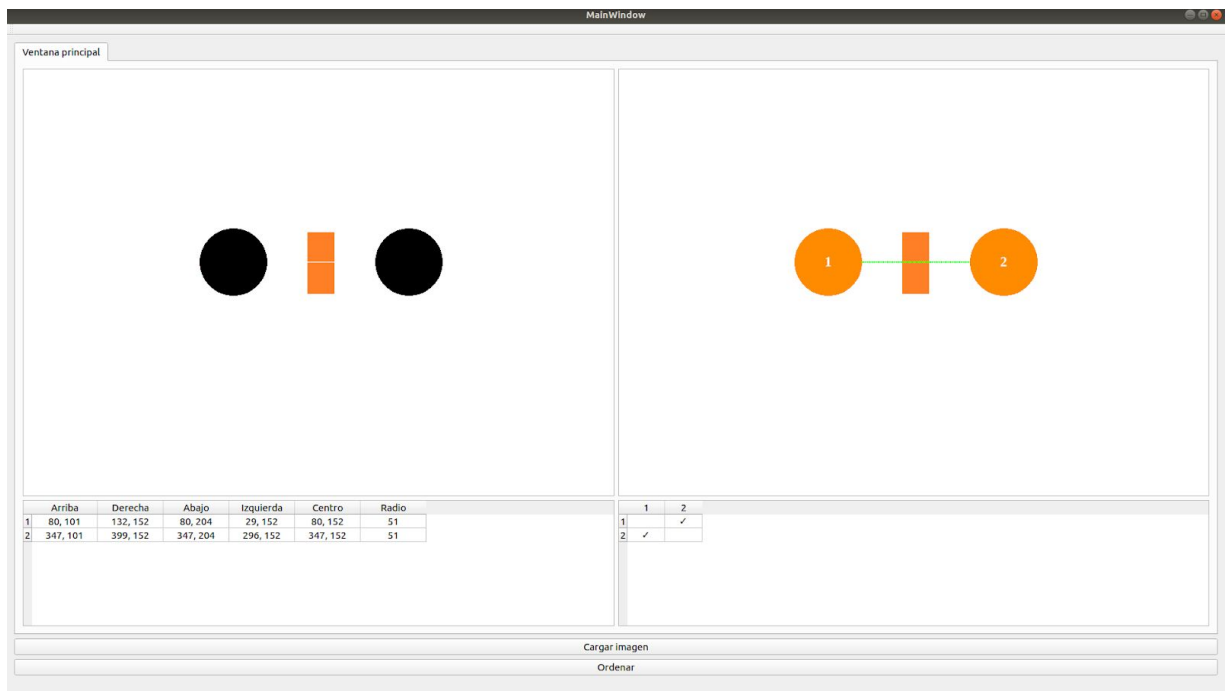 MainWindow
Ventana principal
1 2
Arriba Derecha Abajo Izquierda Centro Radio
1 80, 101 132, 152 80, 204 29, 152 80, 152 51
2 347, 101 399, 152 347, 204 296, 152 347, 152 51
1 2
1 ✓
2 ✓
Cargar imagen
Ordenar